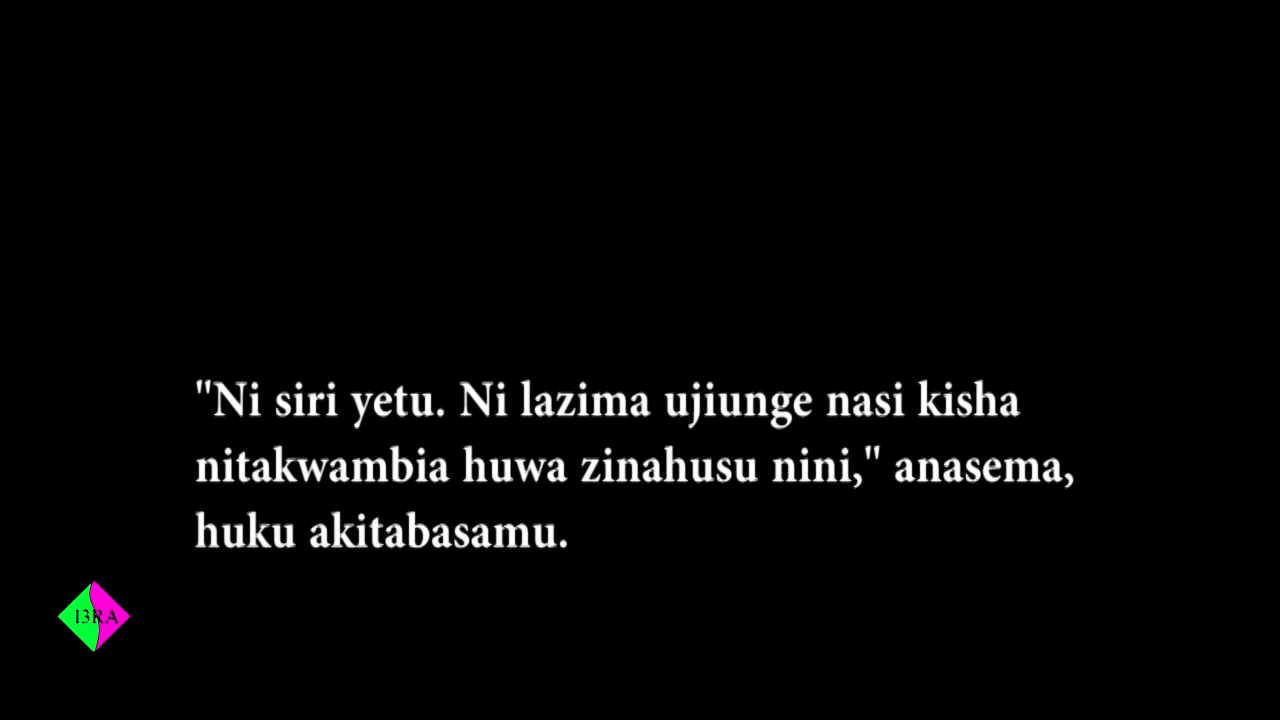 "Ni siri yetu. Ni lazima ujiunge nasi kisha
nitakwambia huwa zinahusu nini," anasema,
huku akitabasamu.
I3RA